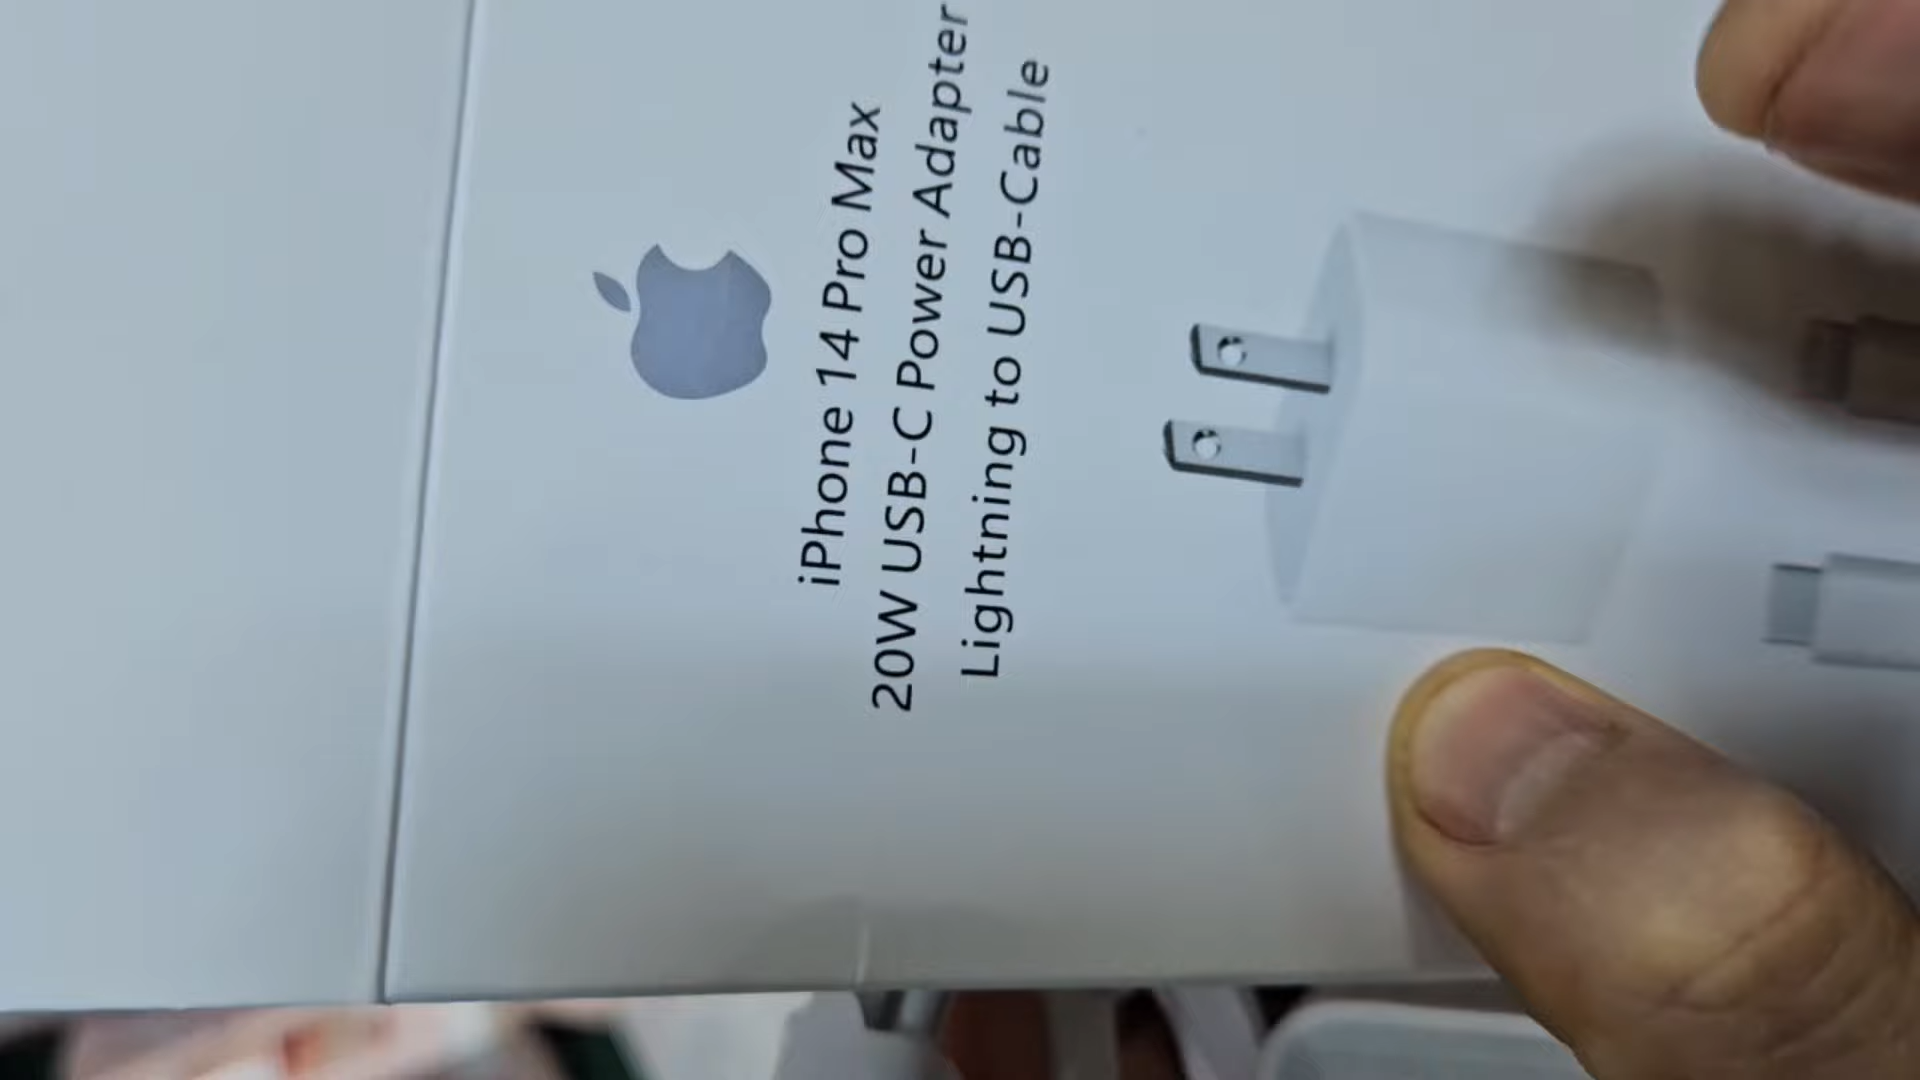 iPhone 14 Pro Max
20W USB-C Power Adapter
Lightning to USB-Cable